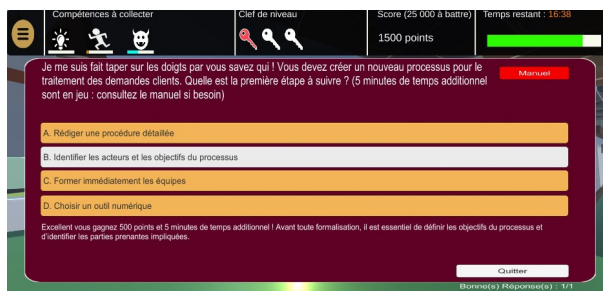 Compétences à collecter
Clef de niveau
Score (25 000 à battre)
Temps restant : 16:38
1500 points
Je me suis fait taper sur les doigts par vous savez qui ! Vous devez créer un nouveau processus pour le
traitement des demandes clients. Quelle est la première étape à suivre ? (5 minutes de temps additionnel
sont en jeu : consultez le manuel si besoin)
Manuel
A. Rédiger une procédure détaillée
B. Identifier les acteurs et les objectifs du processus
C. Former immédiatement les équipes
D. Choisir un outil numérique
Excellent vous gagnez 500 points et 5 minutes de temps additionnel ! Avant toute formalisation, il est essentiel de définir les objectifs du processus et
d'identifier les parties prenantes impliquées.
Quitter
Bonne(s) Réponse(s) : 1/1